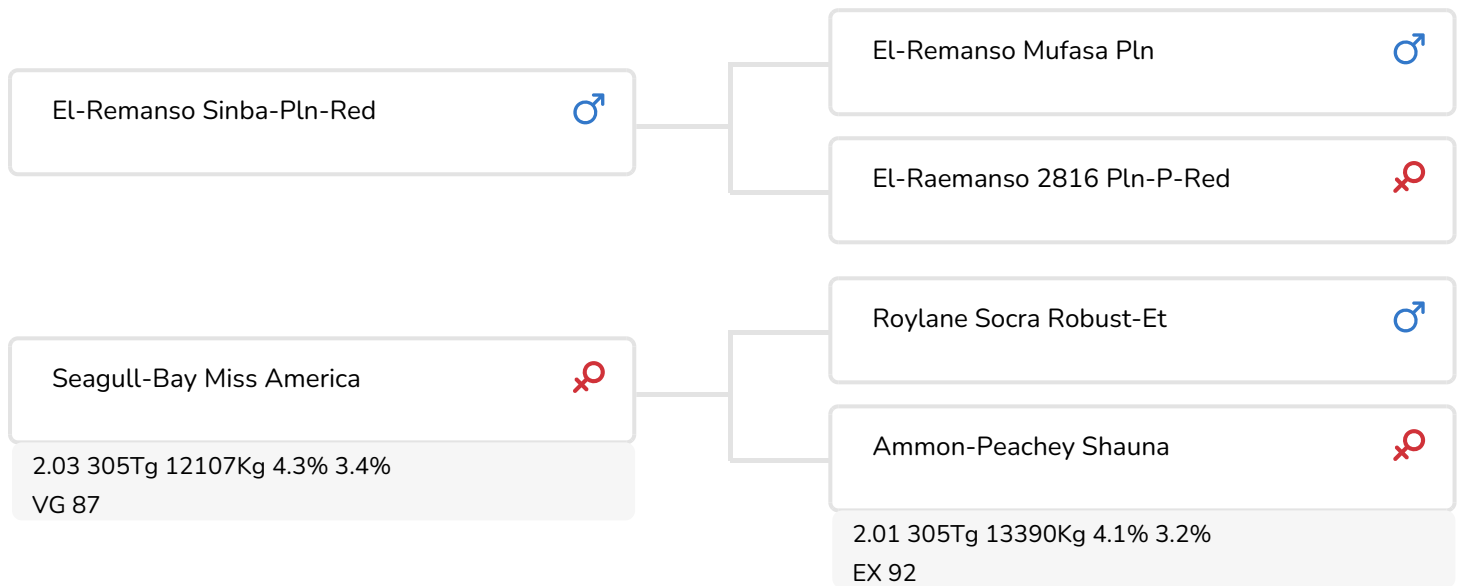 El-Remanso Sinba-Pln-Red
El-Remanso Mufasa Pln
El-Raemanso 2816 Pln-P-Red
Seagull-Bay Miss America
2.03 305Tg 12107Kg 4.3% 3.4%
VG 87
Roylane Socra Robust-Et
Ammon-Peachey Shauna
2.01 305Tg 13390Kg 4.1% 3.2%
EX 92